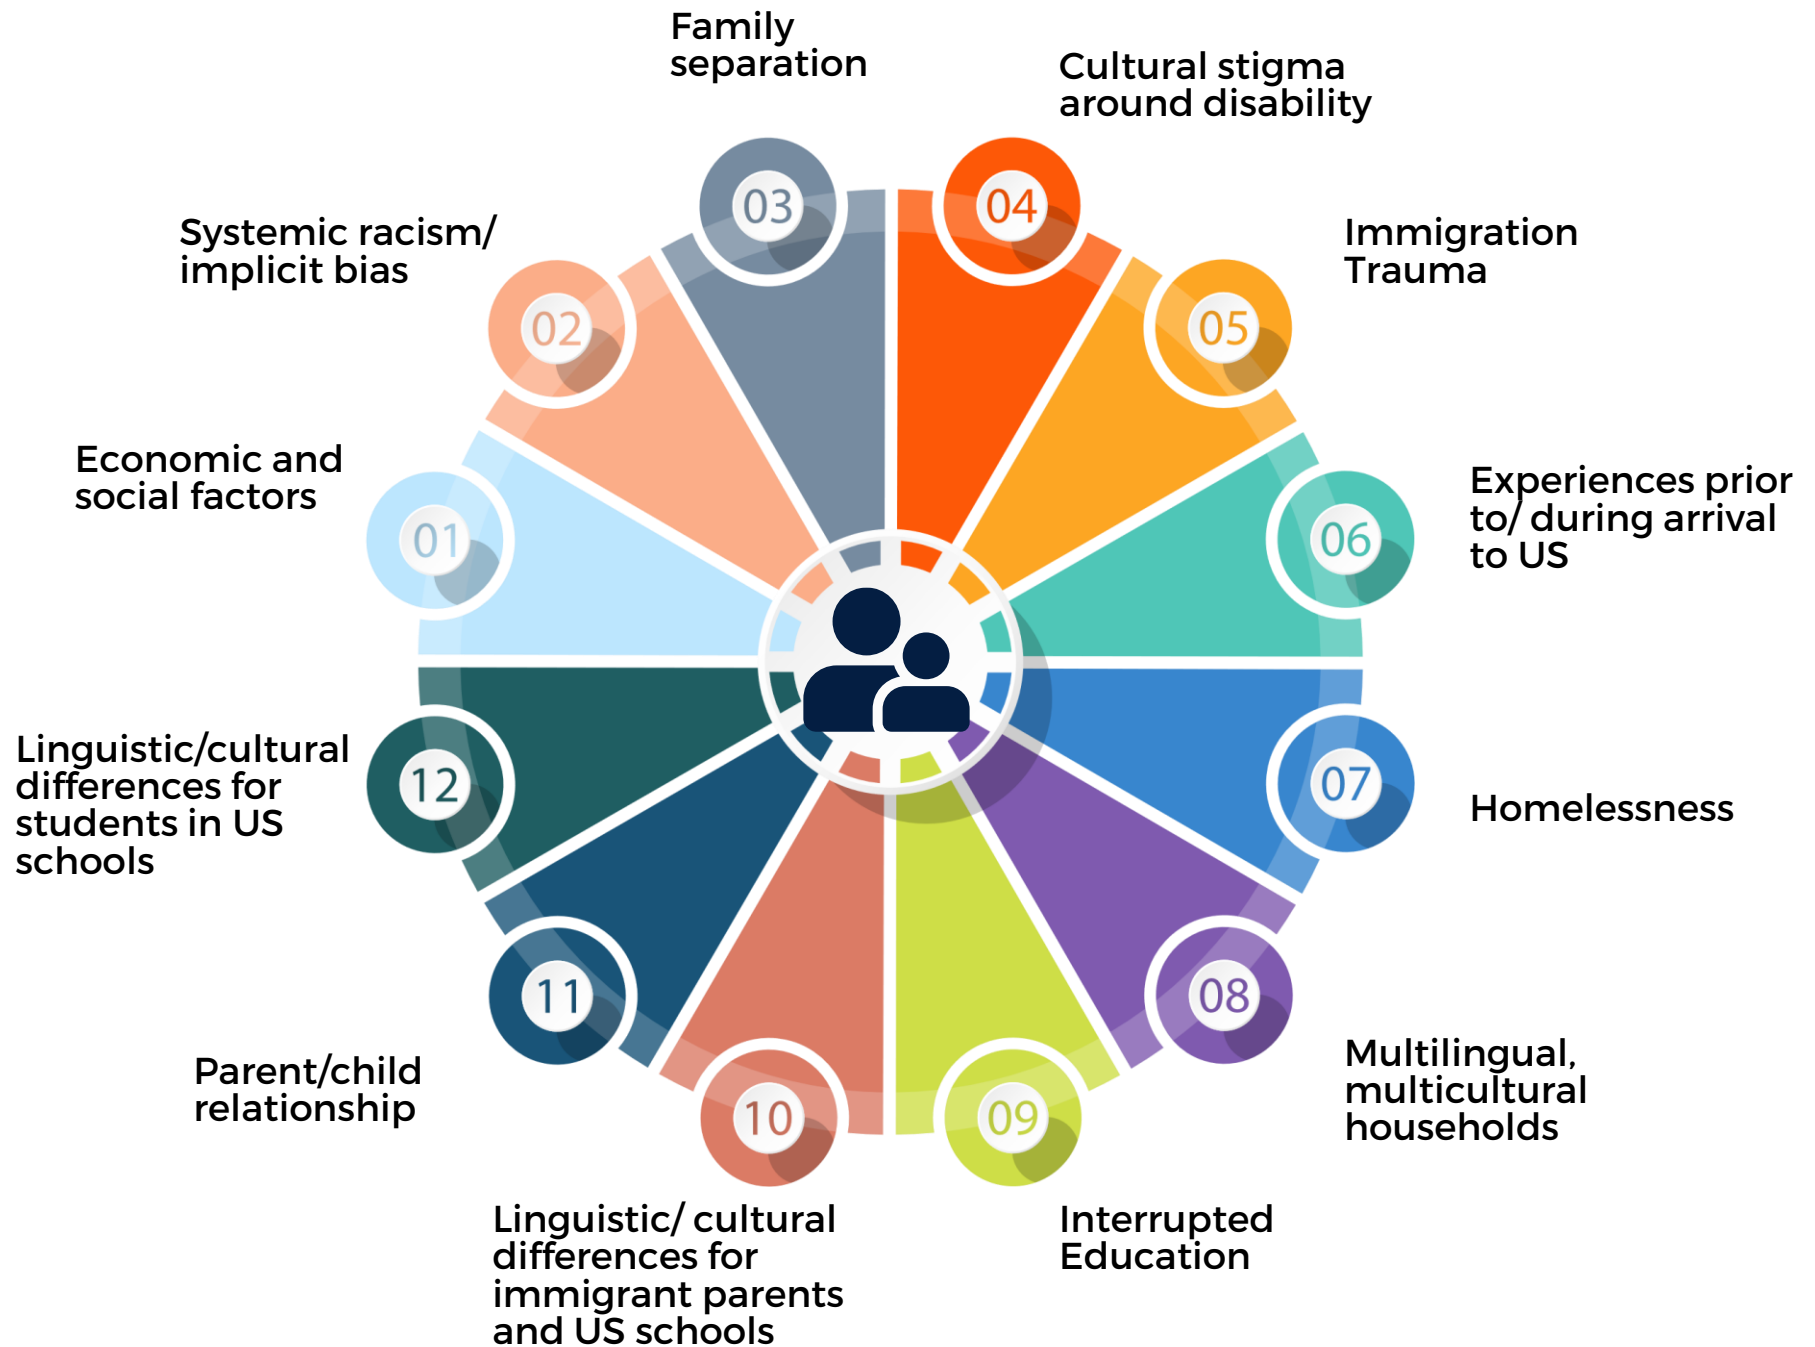 01
Economic and
social factors
02
Systemic racism/
implicit bias
03
Family
separation
04
Cultural stigma
around disability
05
Immigration
Trauma
06
Experiences prior
to/ during arrival
to US
07
Homelessness
08
Multilingual,
multicultural
households
09
Interrupted
Education
10
Linguistic/ cultural
differences for
immigrant parents
and US schools
11
Parent/child
relationship
12
Linguistic/cultural
differences for
students in US
schools